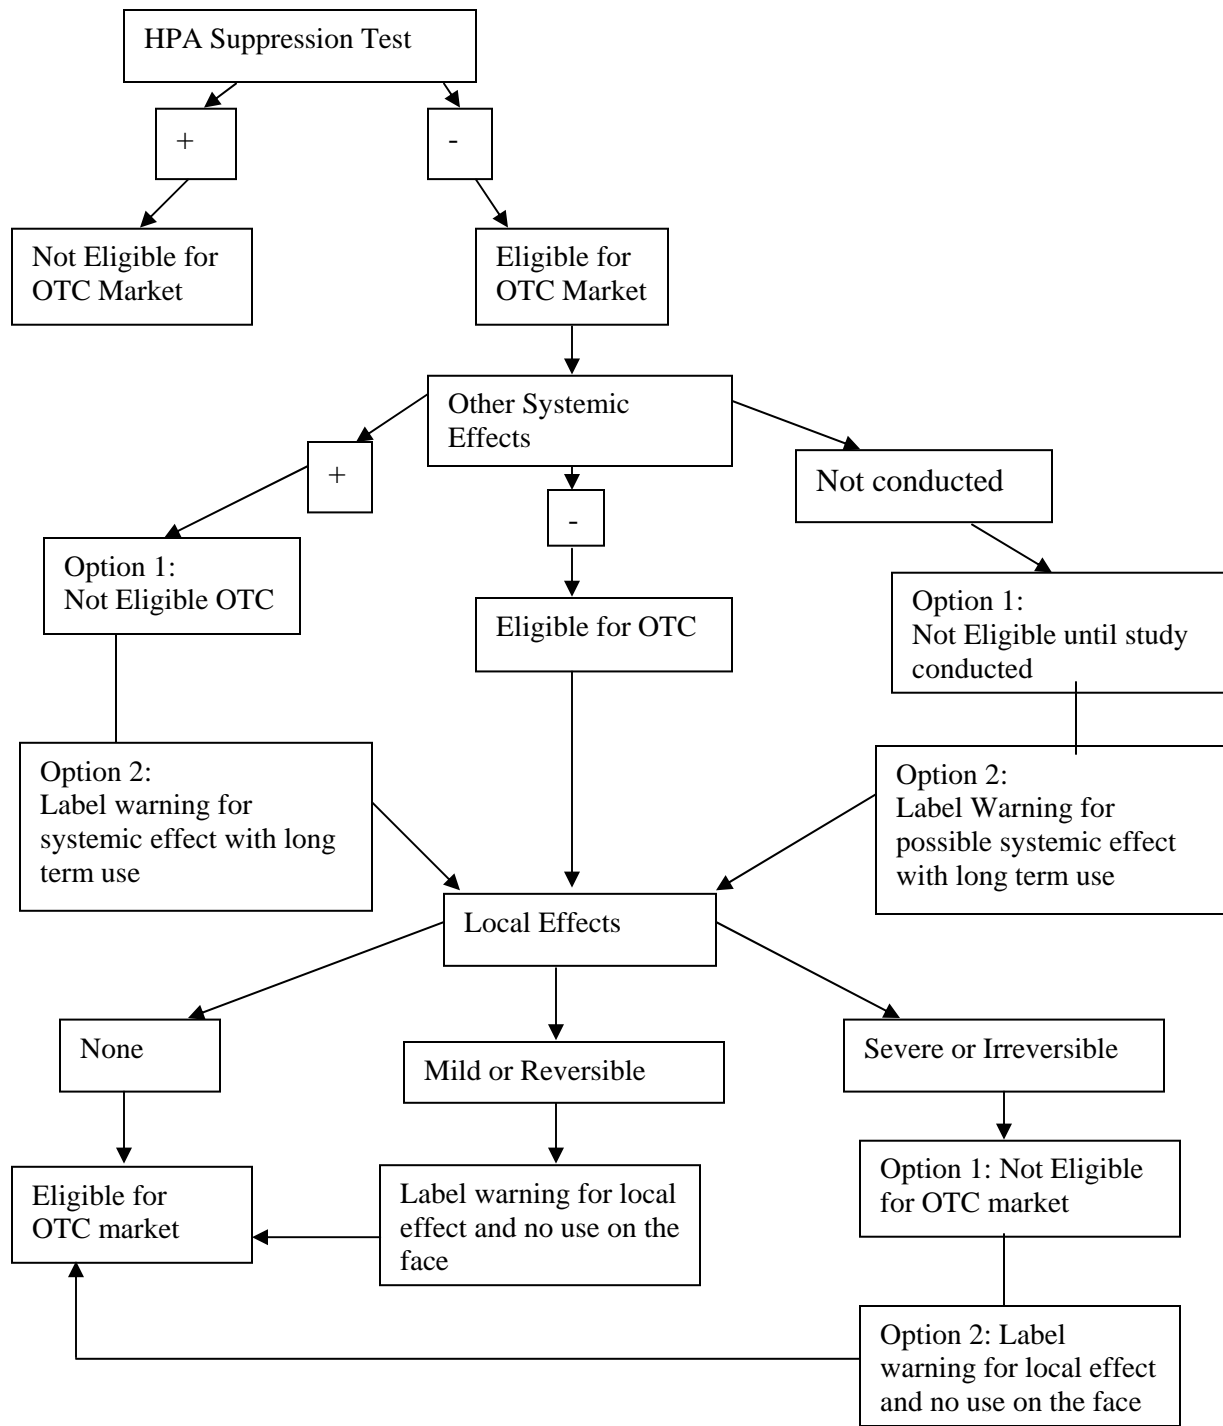 HPA Suppression Test
+
-
Not Eligible for
OTC Market
Eligible for
OTC Market
Other Systemic
Effects
+
-
Not conducted
Option 1:
Not Eligible OTC
Eligible for OTC
Option 1:
Not Eligible until study
conducted
Option 2:
Label warning for
systemic effect with long
term use
Option 2:
Label Warning for
possible systemic effect
with long term use
Local Effects
None
Mild or Reversible
Severe or Irreversible
Eligible for
OTC market
Label warning for local
effect and no use on the
face
Option 1: Not Eligible
for OTC market
Option 2: Label
warning for local effect
and no use on the face